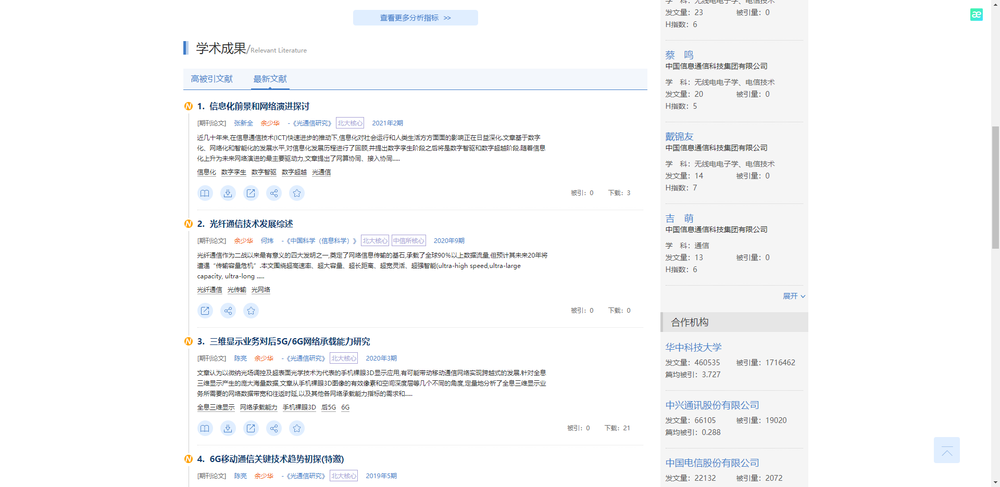 查看更多分析指标 >>
学术成果/Relevant Literature
高被引文献 最新文献
1. 信息化前景和网络演进探讨
[期刊论文] 张新全 余少华 -《光通信研究》 北大核心 2021年2期
近几十年来,在信息通信技术(ICT)快速进步的推动下,信息化对社会运行和人类生活方方面面的影响正在日益深化.文章基于数字
化、网络化和智能化的发展水平,对信息化发展历程进行了回顾,并提出数字孪生阶段之后将是数字智驱和数字超越阶段.随着信息
化上升为未来网络演进的最主要驱动力,文章提出了网算协同、接入协同.....
信息化 数字孪生 数字智驱 数字超越 光通信
被引：0 下载：3
2. 光纤通信技术发展综述
[期刊论文] 余少华 何炜 -《中国科学（信息科学）》 北大核心 中信所核心 2020年9期
光纤通信作为二战以来最有意义的四大发明之一,奠定了网络信息传输的基石,承载了全球90%以上数据流量,但预计其未来20年将
遭遇“传输容量危机”.本文围绕超高速率、超大容量、超长距离、超宽灵活、超强智能(ultra-high speed,ultra-large
capacity, ultra-long .....
光纤通信 光传输 光网络
被引：0 下载：0
3. 三维显示业务对后5G/6G网络承载能力研究
[期刊论文] 陈亮 余少华 -《光通信研究》 北大核心 2020年3期
文章认为以微纳光场调控及超表面光学技术为代表的手机裸眼3D显示应用,有可能带动移动通信网络实现跨越式的发展.针对全息
三维显示产生的庞大海量数据,文章从手机裸眼3D图像的有效像素和空间深度层等几个不同的角度,定量地分析了全息三维显示业
务所需要的网络数据带宽和往返时延,以及其他各网络承载能力指标的需求和.....
全息三维显示 网络承载能力 手机裸眼3D 后5G 6G
被引：0 下载：21
4. 6G移动通信关键技术趋势初探(特邀)
[期刊论文] 陈亮 余少华 -《光通信研究》 北大核心 2019年5期
学 科：无线电电子学、电信技术
发文量：23 被引量：0
H指数：6
蔡 鸣
中国信息通信科技集团有限公司
学 科：无线电电子学、电信技术
发文量：20 被引量：0
H指数：5
戴锦友
中国信息通信科技集团有限公司
学 科：无线电电子学、电信技术
发文量：14 被引量：0
H指数：7
吉 萌
中国信息通信科技集团有限公司
学 科：通信
发文量：13 被引量：0
H指数：6
展开
合作机构
华中科技大学
发文量：460535 被引量：1716462
篇均被引：3.727
中兴通讯股份有限公司
发文量：66105 被引量：19020
篇均被引：0.288
中国电信股份有限公司
发文量：22132 被引量：2072
æ